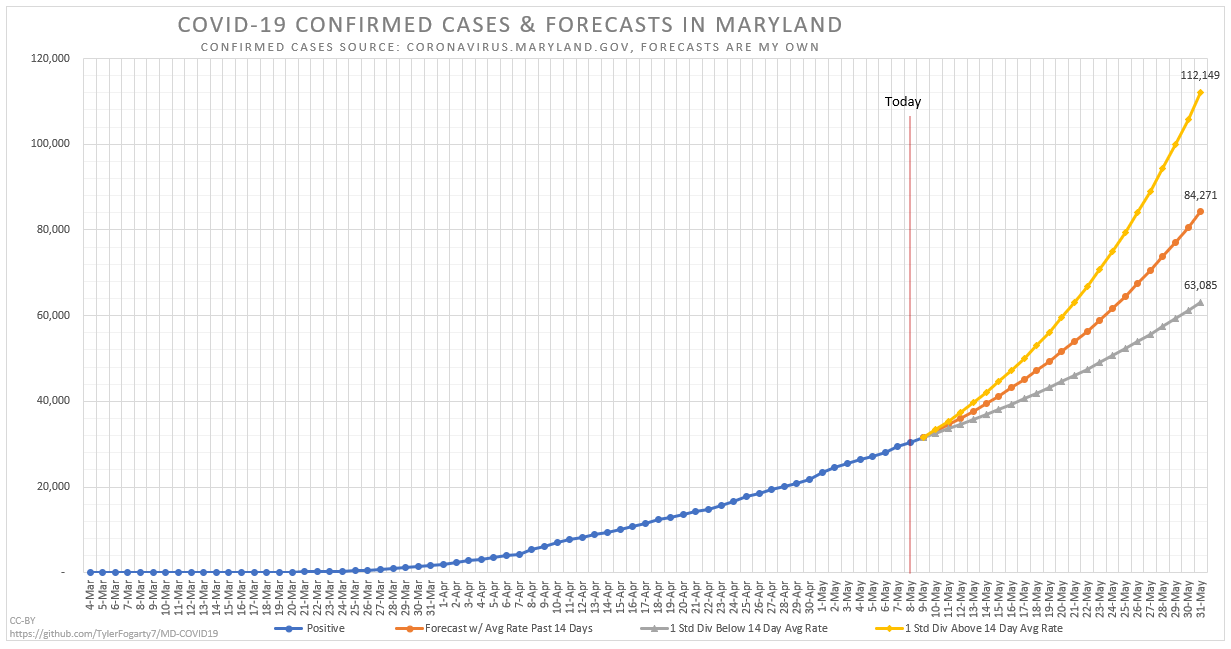 COVID-19 CONFIRMED CASES & FORECASTS IN MARYLAND
CONFIRMED CASES SOURCE: CORONAVIRUS.MARYLAND.GOV, FORECASTS ARE MY OWN
120,000
100,000
80,000
60,000
40,000
20,000
-
Today
112,149
84,271
63,085
4-Mar
5-Mar
6-Mar
7-Mar
8-Mar
9-Mar
10-Mar
11-Mar
12-Mar
13-Mar
14-Mar
15-Mar
16-Mar
17-Mar
18-Mar
19-Mar
20-Mar
21-Mar
22-Mar
23-Mar
24-Mar
25-Mar
26-Mar
27-Mar
28-Mar
29-Mar
30-Mar
31-Mar
1-Apr
2-Apr
3-Apr
4-Apr
5-Apr
6-Apr
7-Apr
8-Apr
9-Apr
10-Apr
11-Apr
12-Apr
13-Apr
14-Apr
15-Apr
16-Apr
17-Apr
18-Apr
19-Apr
20-Apr
21-Apr
22-Apr
23-Apr
24-Apr
25-Apr
26-Apr
27-Apr
28-Apr
29-Apr
30-Apr
1-May
2-May
3-May
4-May
5-May
6-May
7-May
8-May
9-May
10-May
11-May
12-May
13-May
14-May
15-May
16-May
17-May
18-May
19-May
20-May
21-May
22-May
23-May
24-May
25-May
26-May
27-May
28-May
29-May
30-May
31-May
CC-BY
https://github.com/TylerFogarty7/MD-COVID19
Positive
Forecast w/ Avg Rate Past 14 Days
1 Std Div Below 14 Day Avg Rate
1 Std Div Above 14 Day Avg Rate